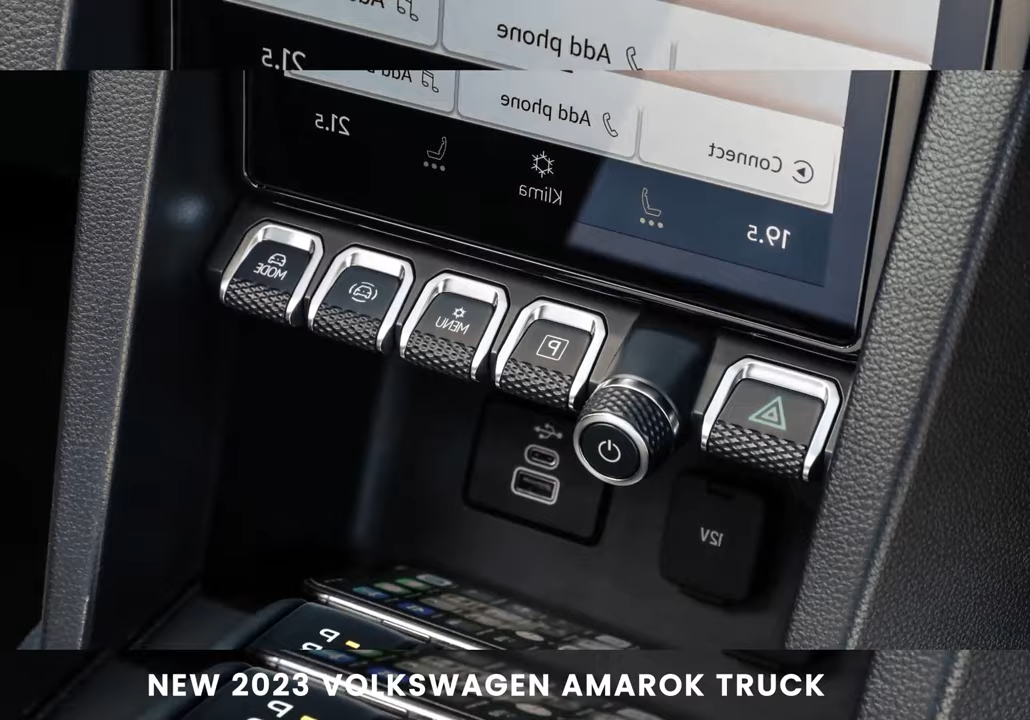 Add phone
21.5
Add phone
21.5
Connect
Klima
19.5
MODE
MENU
P
12V
P
R
P
NEW 2023 VOLKSWAGEN AMAROK TRUCK